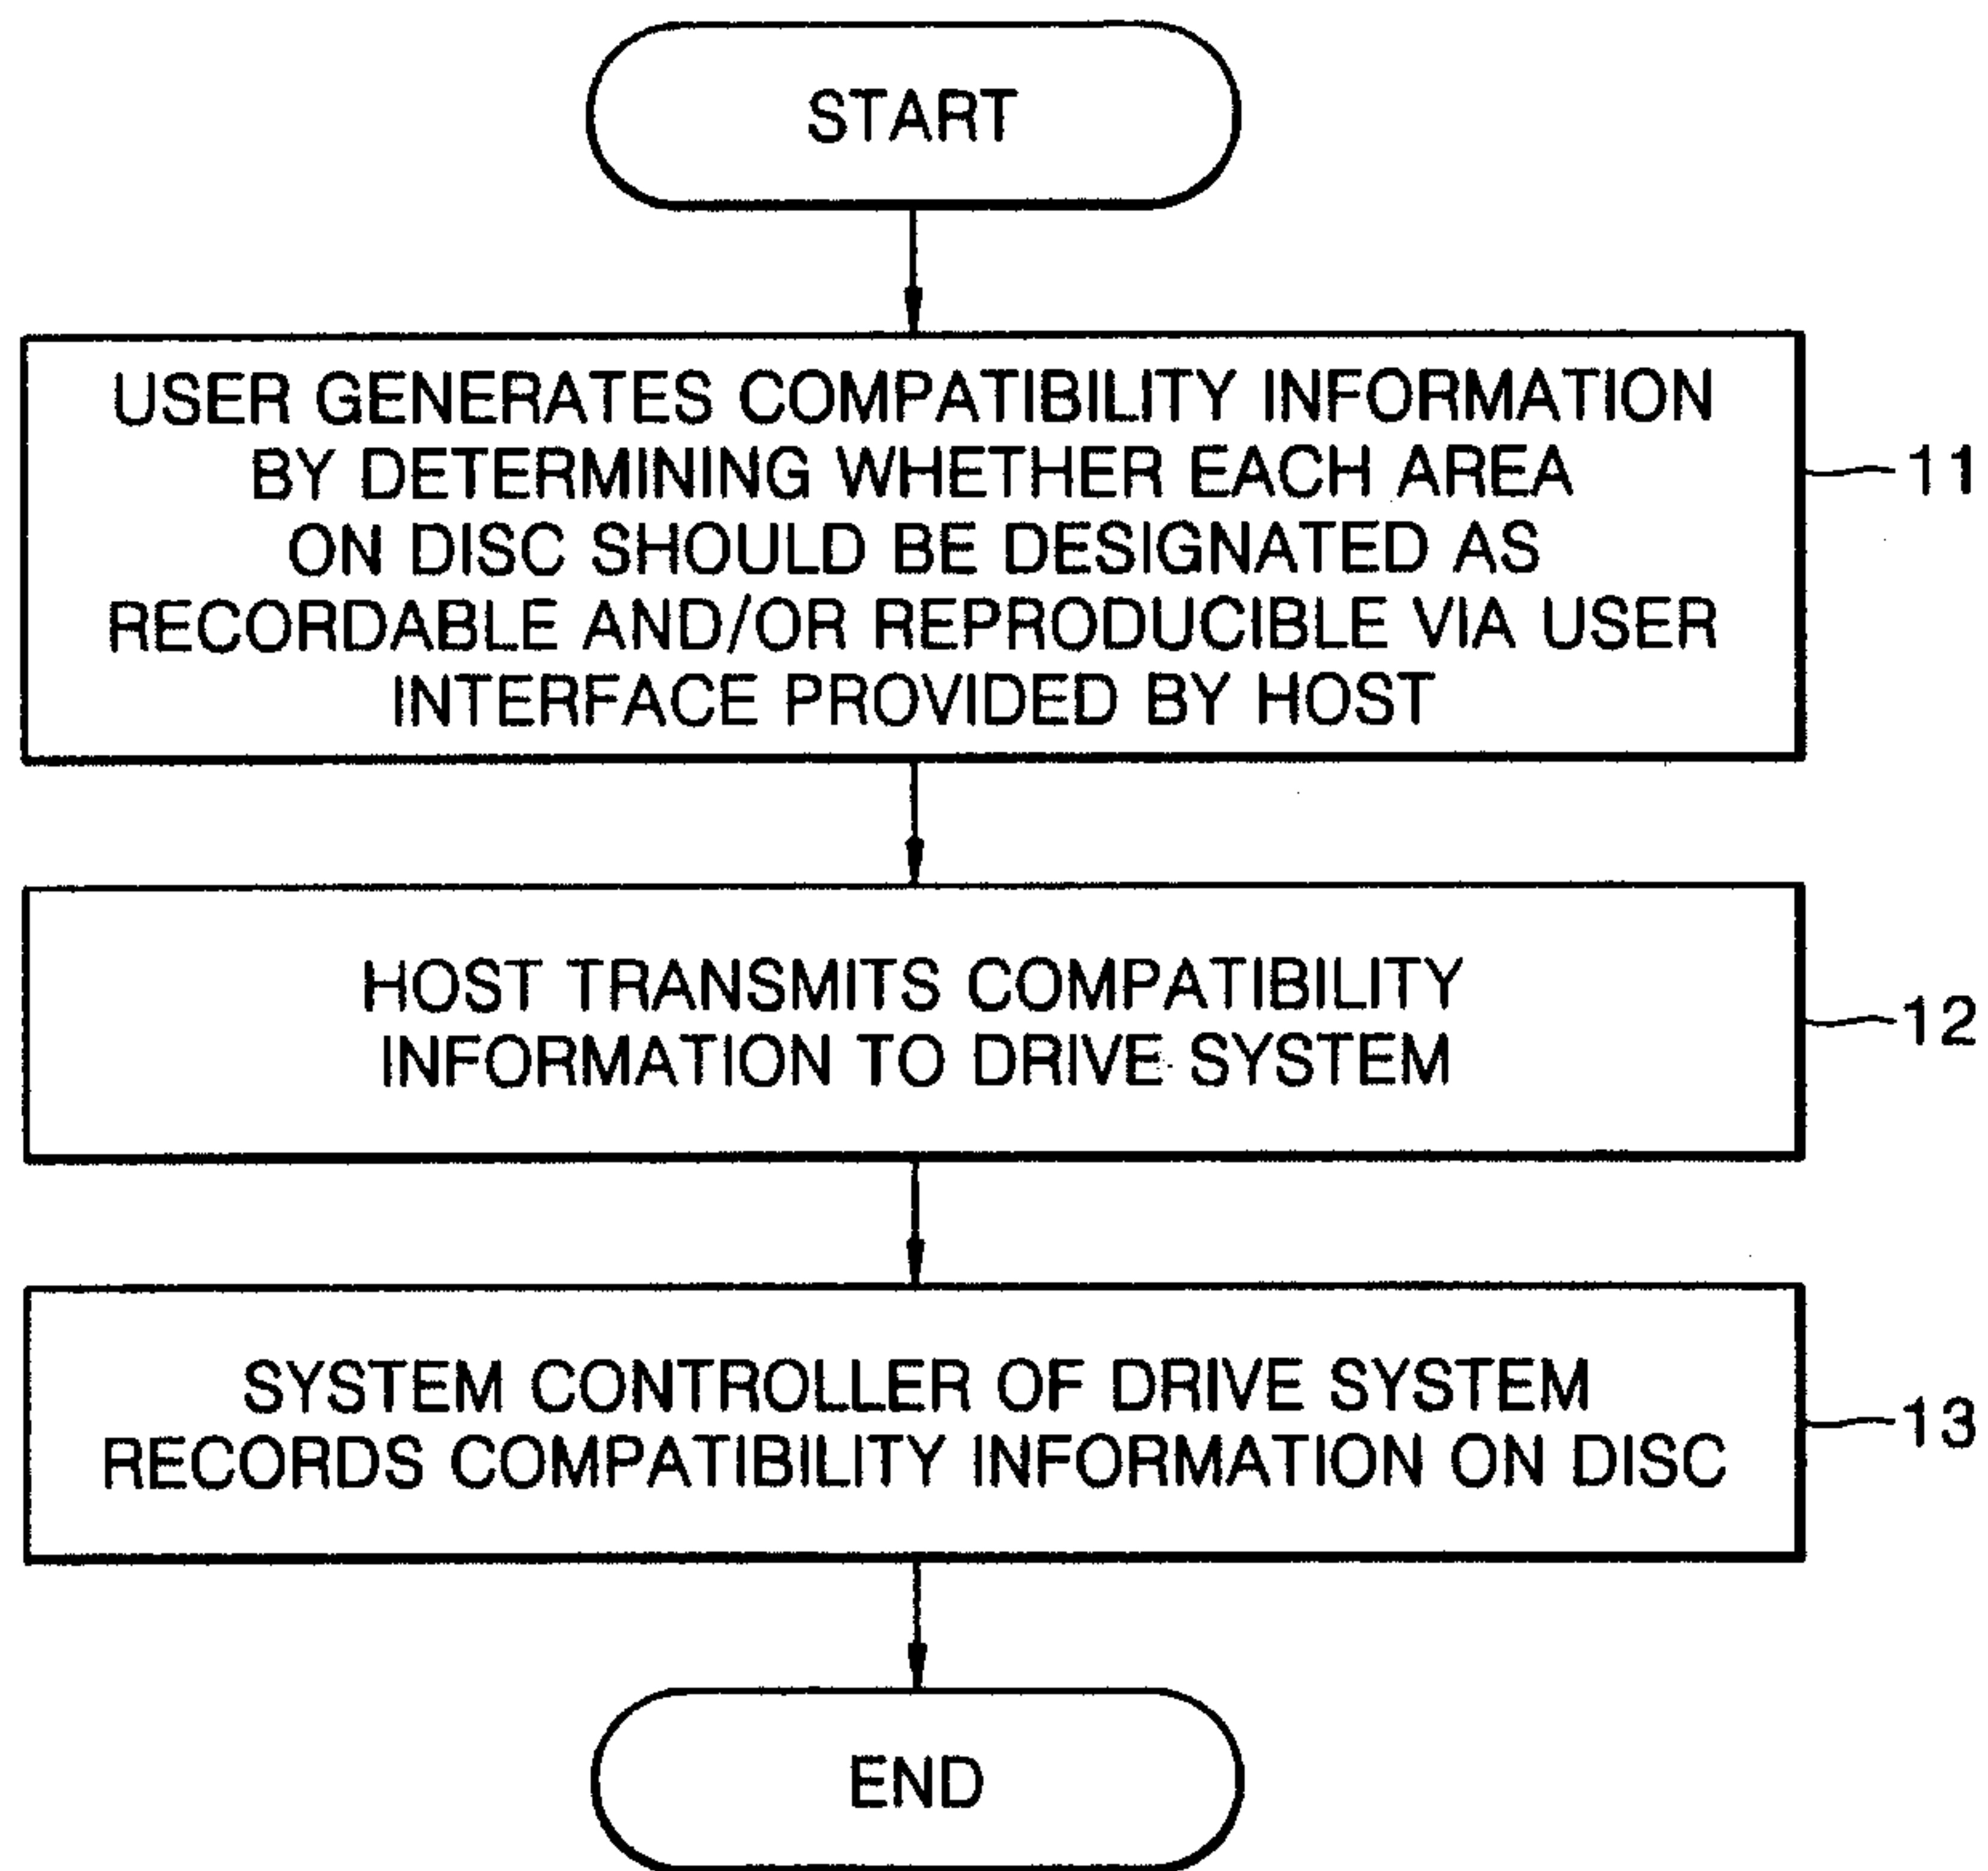 START
USER GENERATES COMPATIBILITY INFORMATION
BY DETERMINING WHETHER EACH AREA
ON DISC SHOULD BE DESIGNATED AS
RECORDABLE AND/OR REPRODUCIBLE VIA USER
INTERFACE PROVIDED BY HOST
11
HOST TRANSMITS COMPATIBILITY
INFORMATION TO DRIVE SYSTEM
12
SYSTEM CONTROLLER OF DRIVE SYSTEM
RECORDS COMPATIBILITY INFORMATION ON DISC
13
END